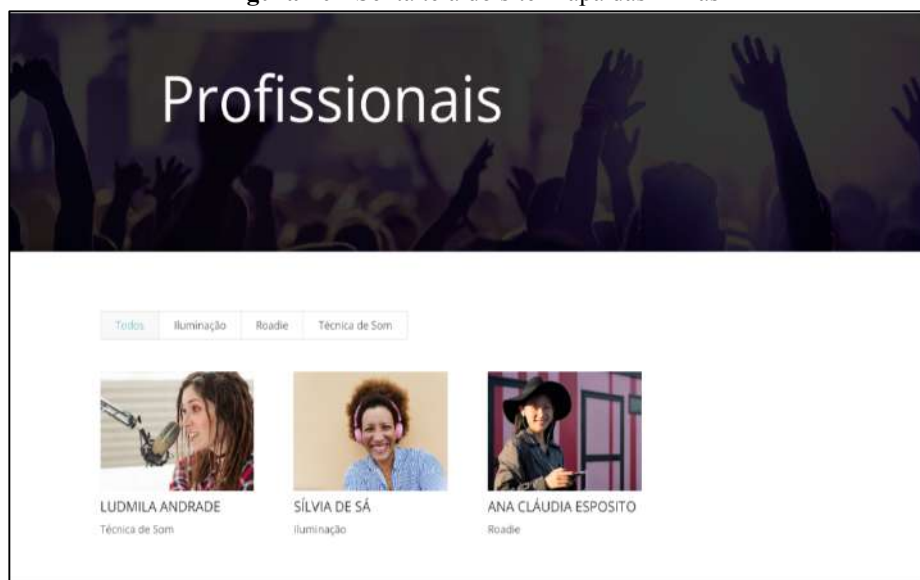 Profissionais
Todos Iluminação Roadie Técnica de Som
LUDMILA ANDRADE SÍLVIA DE SÁ ANA CLÁUDIA ESPOSITO
Técnica de Som Iluminação Roadie